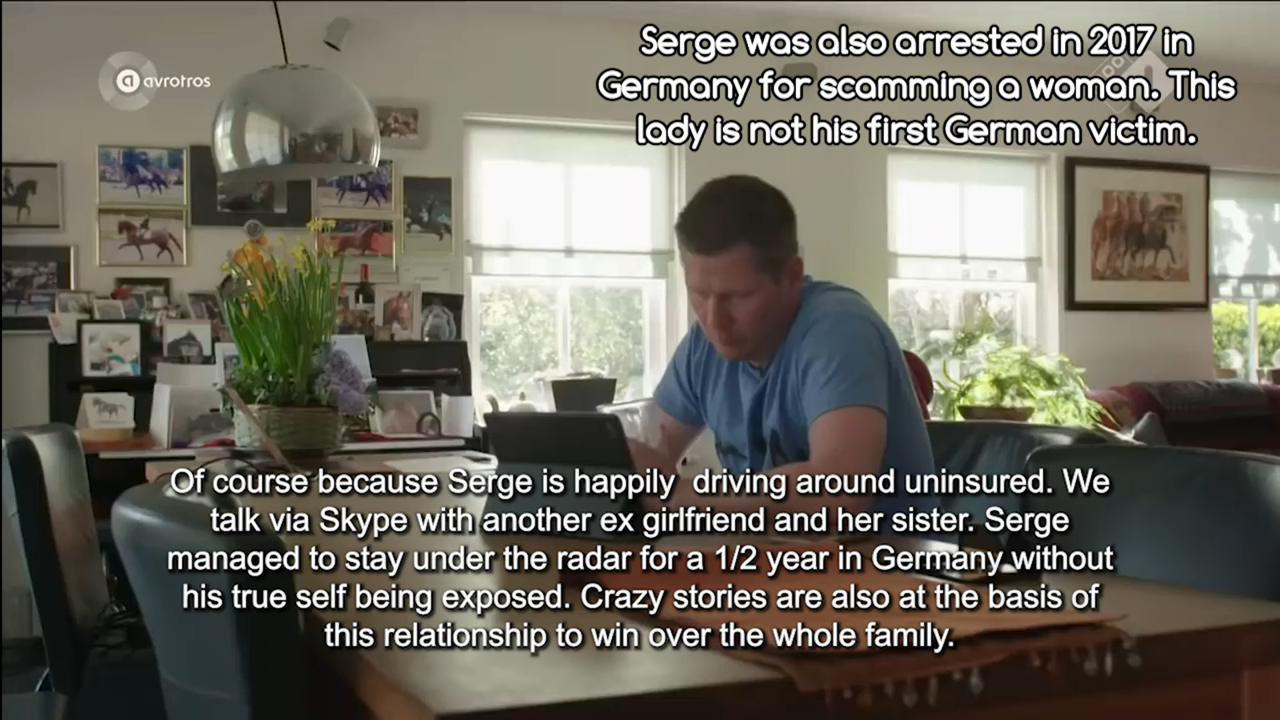 Serge was also arrested in 2017 in
Germany for scamming a woman. This
lady is not his first German victim.
avrotros
Of course because Serge is happily  driving around uninsured. We
talk via Skype with another ex girlfriend and her sister. Serge
managed to stay under the radar for a 1/2 year in Germany without
his true self being exposed. Crazy stories are also at the basis of
this relationship to win over the whole family.